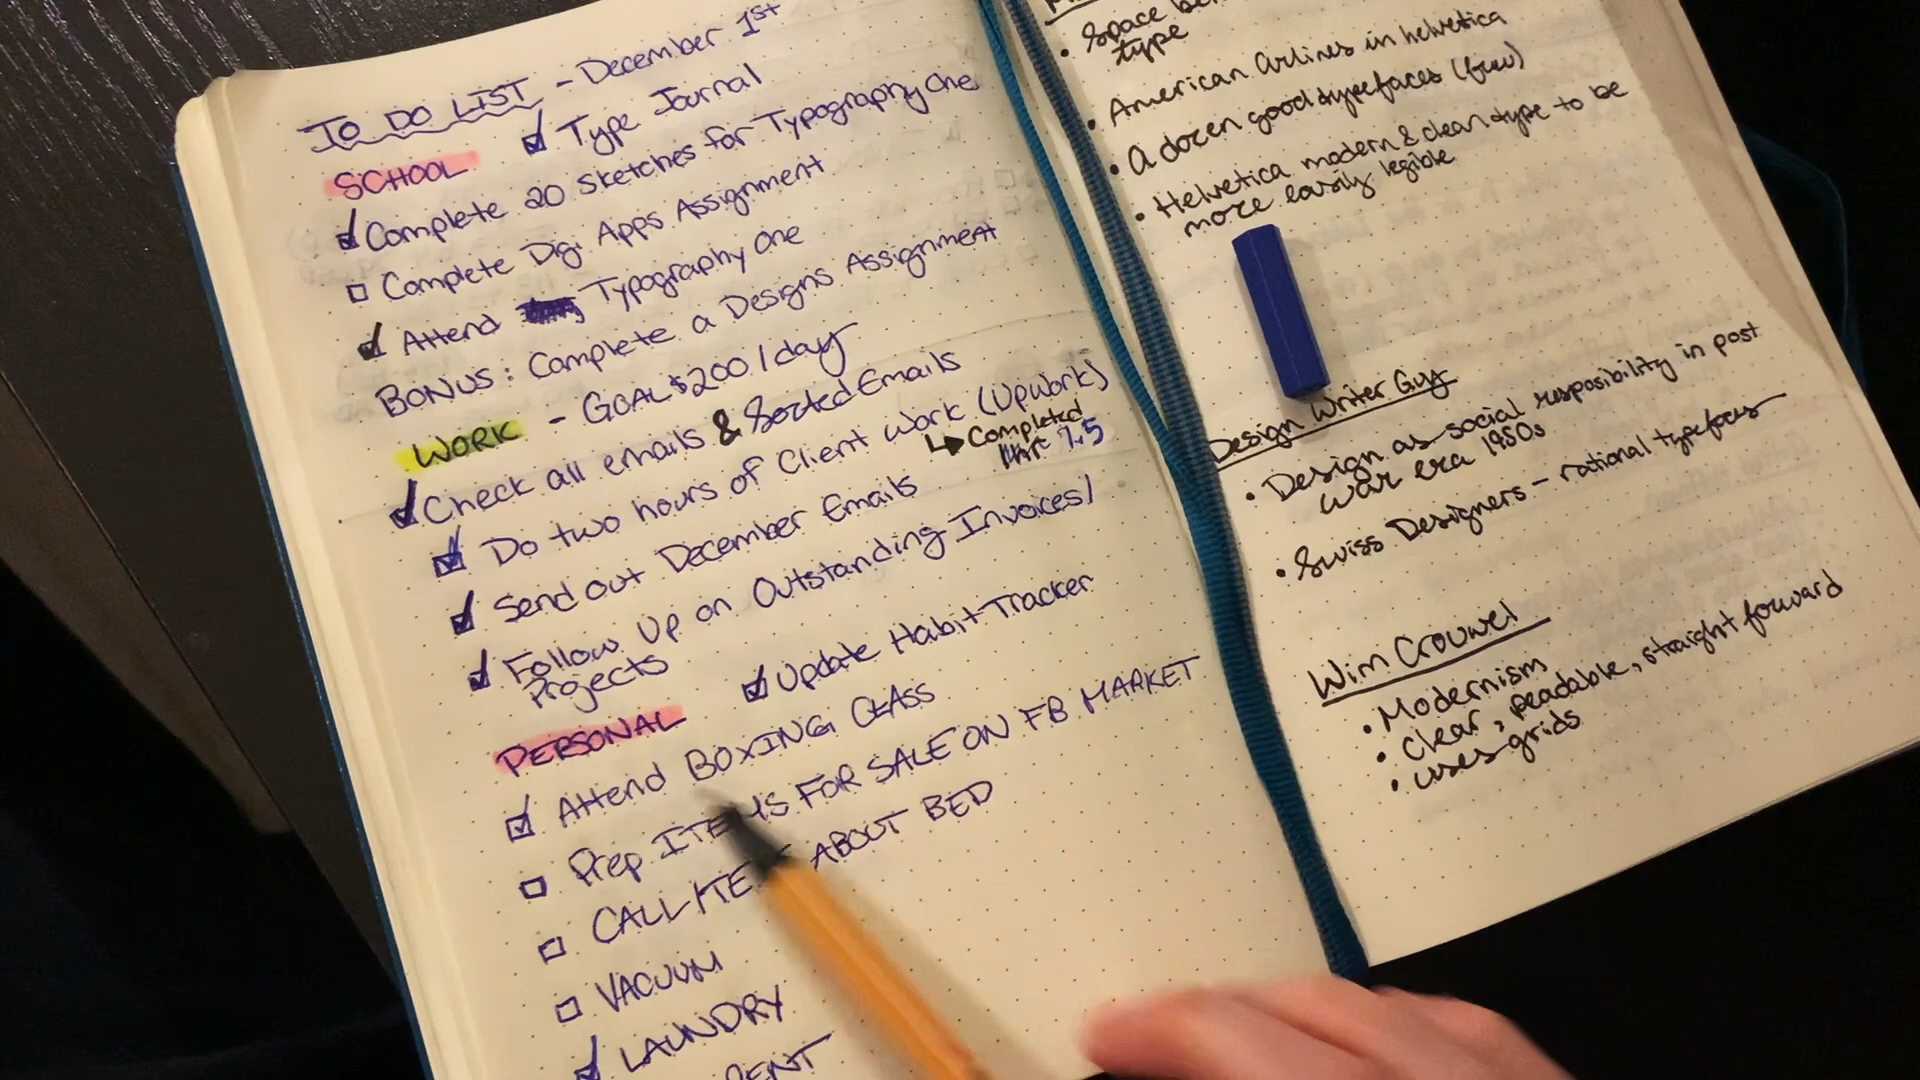 TO DO LIST - December 1st
SCHOOL
Type Journal
Complete 20 Sketches for Typography One
Complete Digi Apps Assignment
Attend Typography One
BONUS: Complete a Designs Assignment
WORK - GOAL $200/day
Check all emails & Sorted Emails
Do two hours of Client Work (UpWork)
Completed
1.5
Send out December Emails
Follow Up on Outstanding Invoices/
Projects
PERSONAL
Update Habit Tracker
Attend BOXING CLASS
Prep ITEMS FOR SALE ON FB MARKET
CALL ABOUT BED
VACUUM
LAUNDRY
Space
type
American Airlines in helvetica
A dozen good typefaces (few)
Helvetica modern & clean type to be
more easily legible
Design Writer Guy
Design as social resposibility in post
war era 1950s
Swiss Designers - rational typefaces
Wim Crouwel
Modernism
Clear, readable, straight forward
uses grids